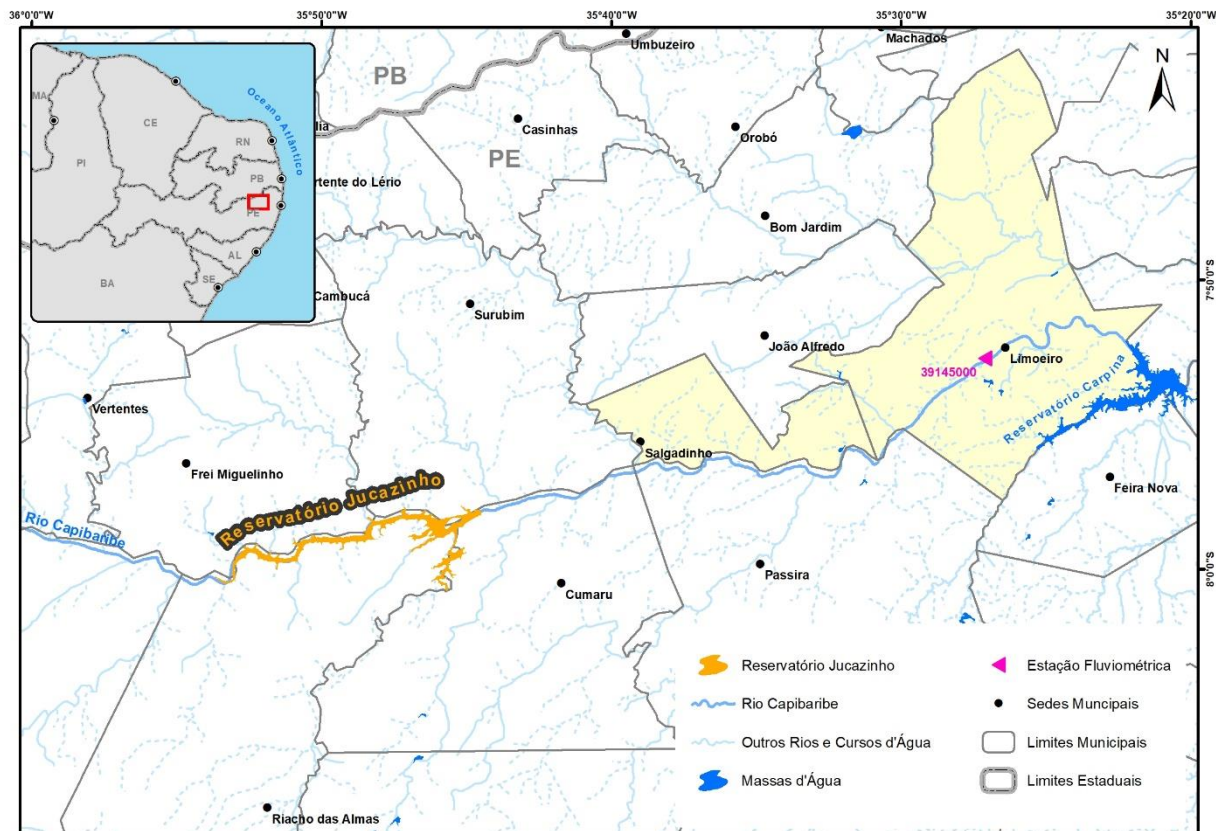 36°0'0"W
35°50'0"W
35°40'0"W
35°30'0"W
35°20'0"W
Umbuzeiro
Machados
N
PB
Oceano Atlântico
MA
CE
RN
PI
PB
PE
AL
SE
BA
Casinhas
Orobó
PE
lia
rtente do Lério
Bom Jardim
7°50'0"S
Cambucá
Surubim
João Alfredo
Limoeiro
39145000
Reservatório Carpina
Vertentes
Salgadinho
Frei Miguelinho
Feira Nova
Reservatório Jucazinho
Rio Capibaribe
8°0'0"S
Passira
Cumaru
Riacho das Almas
Reservatório Jucazinho
Rio Capibaribe
Outros Rios e Cursos d'Água
Massas d'Água
Estação Fluviométrica
Sedes Muncipais
Limites Municipais
Limites Estaduais